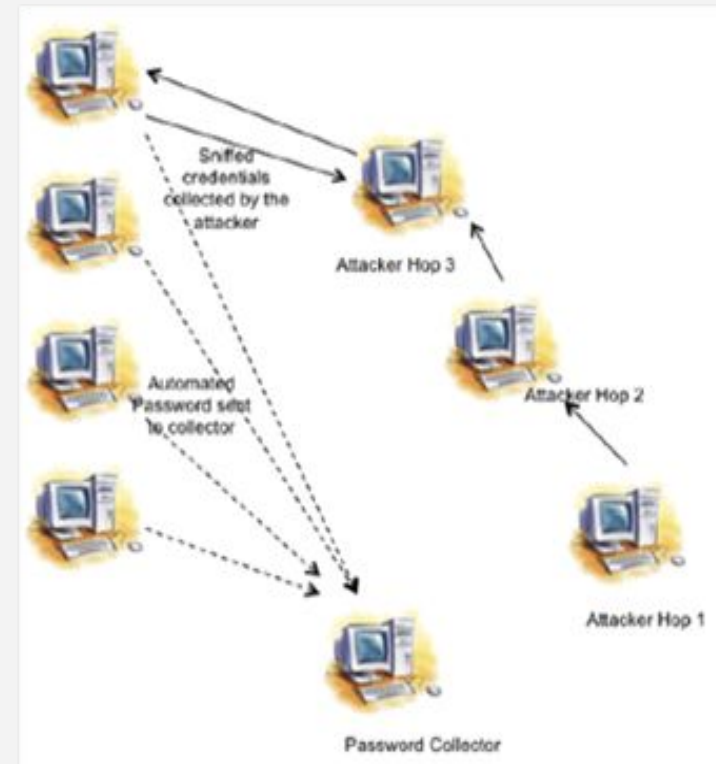 Sniffed
credentials
collected by the
attacker
Attacker Hop 3
Attacker Hop 2
Automated
Password sent
to collector
Attacker Hop 1
Password Collector